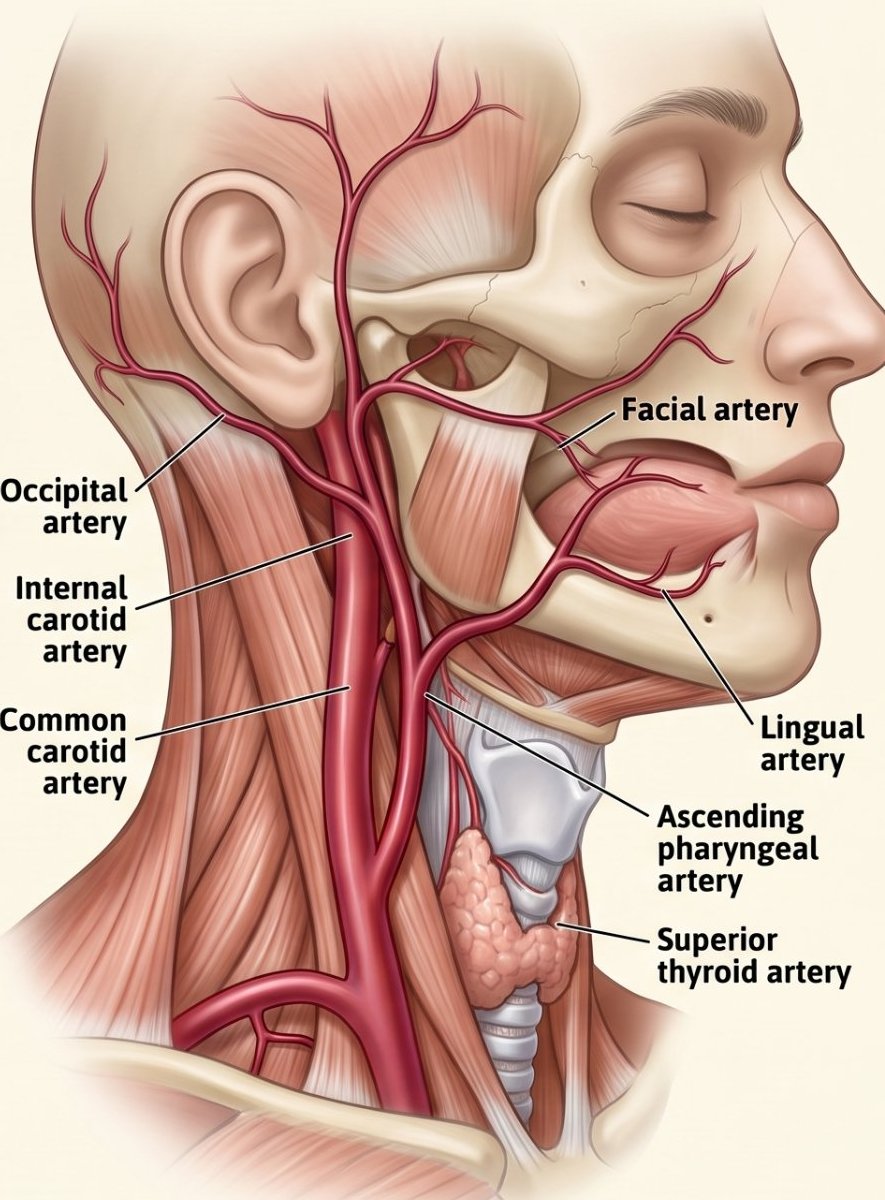 Facial artery
Occipital
artery
Internal
carotid
artery
Common
carotid
artery
Lingual
artery
Ascending
pharyngeal
artery
Superior
thyroid artery